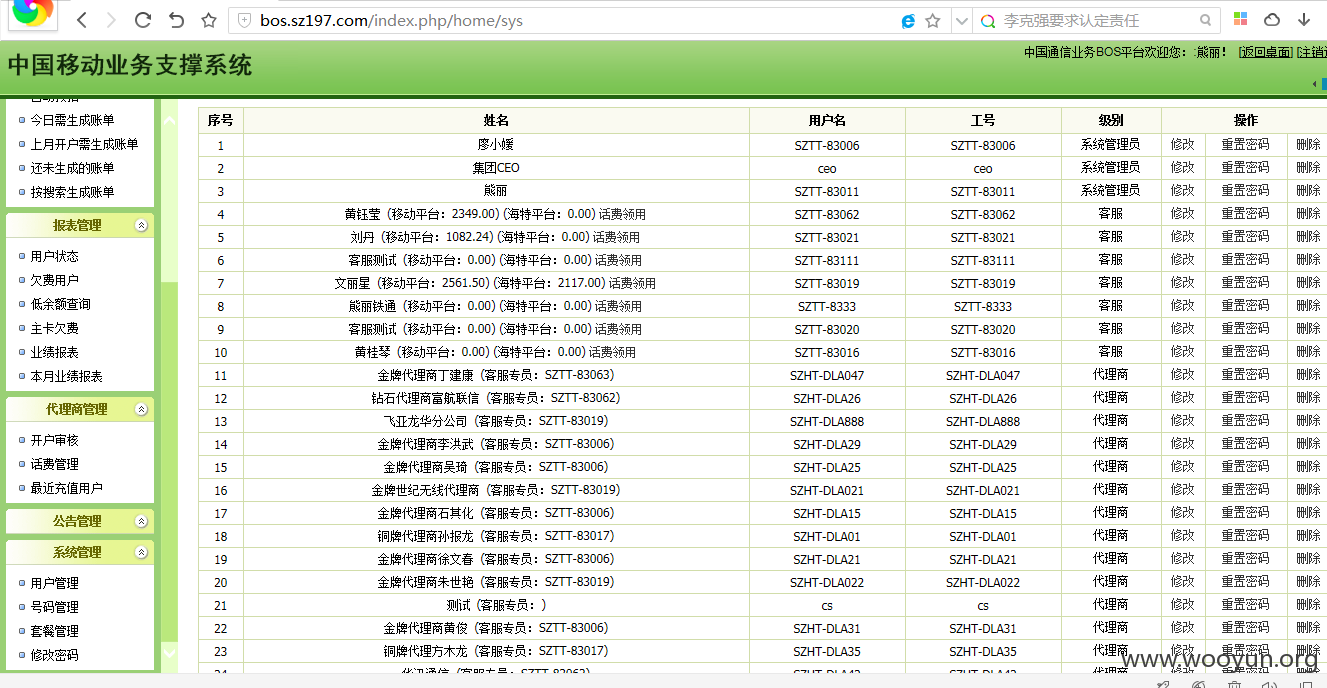 bos.sz197.com/index.php/home/sys
李克强要求认定责任
中国移动业务支撑系统
中国通信业务BOS平台欢迎您：熊丽！ [返回桌面] [注销
今日需生成账单
上月开户需生成账单
还未生成的账单
按搜索生成账单
报表管理
用户状态
欠费用户
低余额查询
主卡欠费
业绩报表
本月业绩报表
代理商管理
开户审核
话费管理
最近充值用户
公告管理
系统管理
用户管理
号码管理
套餐管理
修改密码
序号 姓名 用户名 工号 级别 操作
1 廖小媛 SZTT-83006 SZTT-83006 系统管理员 修改 重置密码 删除
2 集团CEO ceo ceo 系统管理员 修改 重置密码 删除
3 熊丽 SZTT-83011 SZTT-83011 系统管理员 修改 重置密码 删除
4 黄钰莹（移动平台：2349.00) (海特平台：0.00) 话费领用 SZTT-83062 SZTT-83062 客服 修改 重置密码 删除
5 刘丹（移动平台：1082.24) (海特平台：0.00) 话费领用 SZTT-83021 SZTT-83021 客服 修改 重置密码 删除
6 客服测试（移动平台：0.00) (海特平台：0.00) 话费领用 SZTT-83111 SZTT-83111 客服 修改 重置密码 删除
7 文丽星（移动平台：2561.50) (海特平台：2117.00) 话费领用 SZTT-83019 SZTT-83019 客服 修改 重置密码 删除
8 熊丽铁通（移动平台：0.00) (海特平台：0.00) 话费领用 SZTT-8333 SZTT-8333 客服 修改 重置密码 删除
9 客服测试（移动平台：0.00) (海特平台：0.00) 话费领用 SZTT-83020 SZTT-83020 客服 修改 重置密码 删除
10 黄桂琴（移动平台：0.00) (海特平台：0.00) 话费领用 SZTT-83016 SZTT-83016 客服 修改 重置密码 删除
11 金牌代理商丁建康（客服专员：SZTT-83063) SZHT-DLA047 SZHT-DLA047 代理商 修改 重置密码 删除
12 钻石代理商富航联信（客服专员：SZTT-83062) SZHT-DLA26 SZHT-DLA26 代理商 修改 重置密码 删除
13 飞亚龙华分公司（客服专员：SZTT-83019) SZHT-DLA888 SZHT-DLA888 代理商 修改 重置密码 删除
14 金牌代理商李洪武（客服专员：SZTT-83006) SZHT-DLA29 SZHT-DLA29 代理商 修改 重置密码 删除
15 金牌代理商吴琦（客服专员：SZTT-83006) SZHT-DLA25 SZHT-DLA25 代理商 修改 重置密码 删除
16 金牌世纪无线代理商（客服专员：SZTT-83019) SZHT-DLA021 SZHT-DLA021 代理商 修改 重置密码 删除
17 金牌代理商石其化（客服专员：SZTT-83006) SZHT-DLA15 SZHT-DLA15 代理商 修改 重置密码 删除
18 铜牌代理商孙报龙（客服专员：SZTT-83017) SZHT-DLA01 SZHT-DLA01 代理商 修改 重置密码 删除
19 金牌代理商徐文春（客服专员：SZTT-83006) SZHT-DLA21 SZHT-DLA21 代理商 修改 重置密码 删除
20 金牌代理商朱世艳（客服专员：SZTT-83019) SZHT-DLA022 SZHT-DLA022 代理商 修改 重置密码 删除
21 测试（客服专员：） cs cs 代理商 修改 重置密码 删除
22 金牌代理商黄俊（客服专员：SZTT-83006) SZHT-DLA31 SZHT-DLA31 代理商 修改 重置密码 删除
23 铜牌代理方木龙（客服专员：SZTT-83017) SZHT-DLA35 SZHT-DLA35 代理商 修改 重置密码 删除
www.wooyun.org